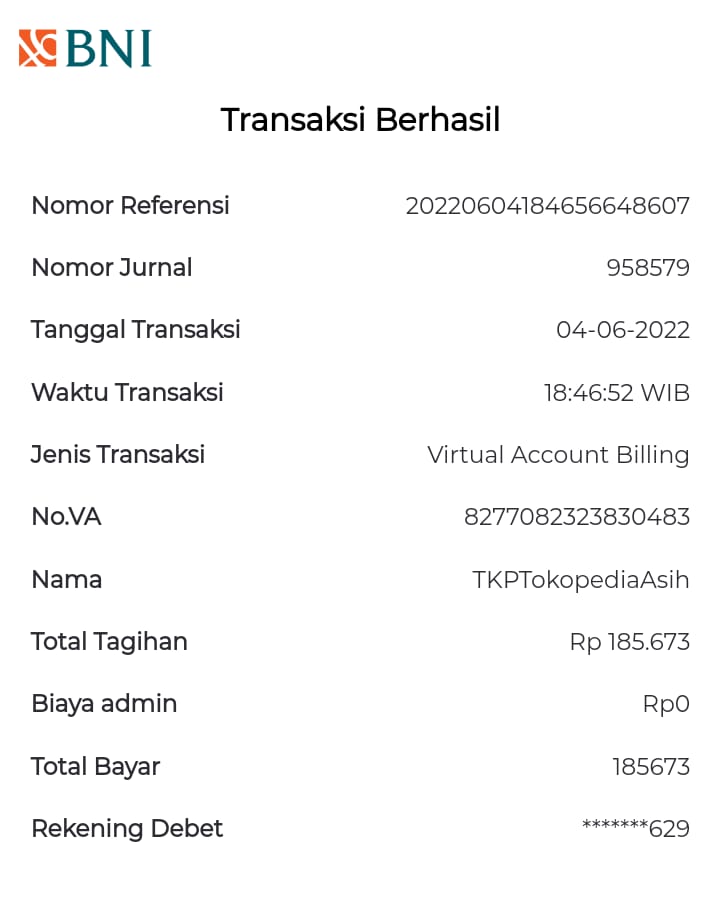 BNI
Transaksi Berhasil
Nomor Referensi 20220604184656648607
Nomor Jurnal 958579
Tanggal Transaksi 04-06-2022
Waktu Transaksi 18:46:52 WIB
Jenis Transaksi Virtual Account Billing
No.VA 8277082323830483
Nama TKPTokopediaAsih
Total Tagihan Rp 185.673
Biaya admin Rp0
Total Bayar 185673
Rekening Debet *******629